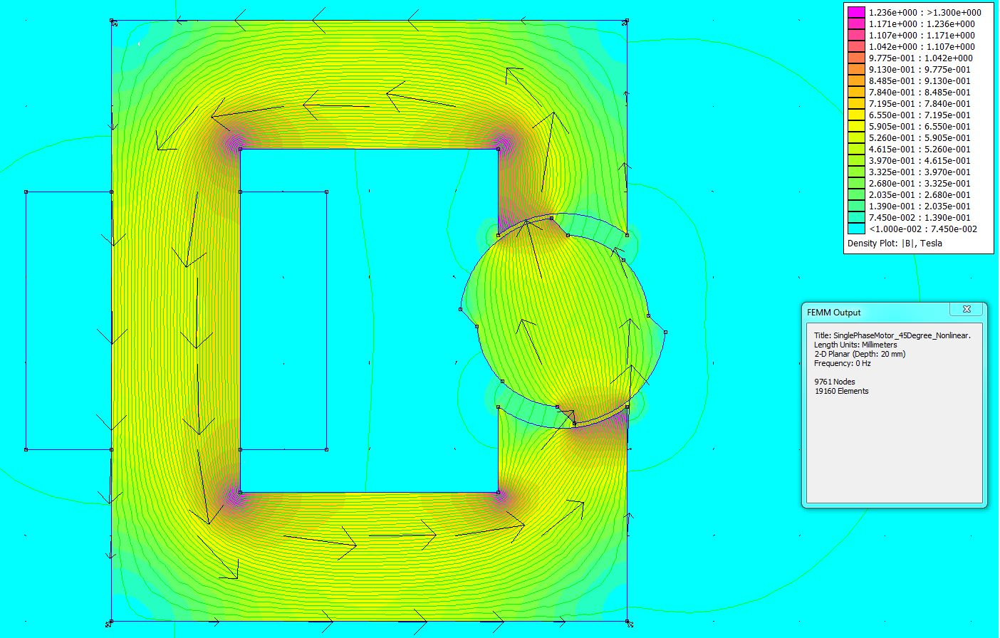 1.236e+000 : >1.300e+000
1.171e+000 : 1.236e+000
1.107e+000 : 1.171e+000
1.042e+000 : 1.107e+000
9.775e-001 : 1.042e+000
9.130e-001 : 9.775e-001
8.485e-001 : 9.130e-001
7.840e-001 : 8.485e-001
7.195e-001 : 7.840e-001
6.550e-001 : 7.195e-001
5.905e-001 : 6.550e-001
5.260e-001 : 5.905e-001
4.615e-001 : 5.260e-001
3.970e-001 : 4.615e-001
3.325e-001 : 3.970e-001
2.680e-001 : 3.325e-001
2.035e-001 : 2.680e-001
1.390e-001 : 2.035e-001
7.450e-002 : 1.390e-001
<1.000e-002 : 7.450e-002
Density Plot: |B|, Tesla
FEMM Output
Title: SinglePhaseMotor_45Degree_Nonlinear.
Length Units: Millimeters
2-D Planar (Depth: 20 mm)
Frequency: 0 Hz
9761 Nodes
19160 Elements